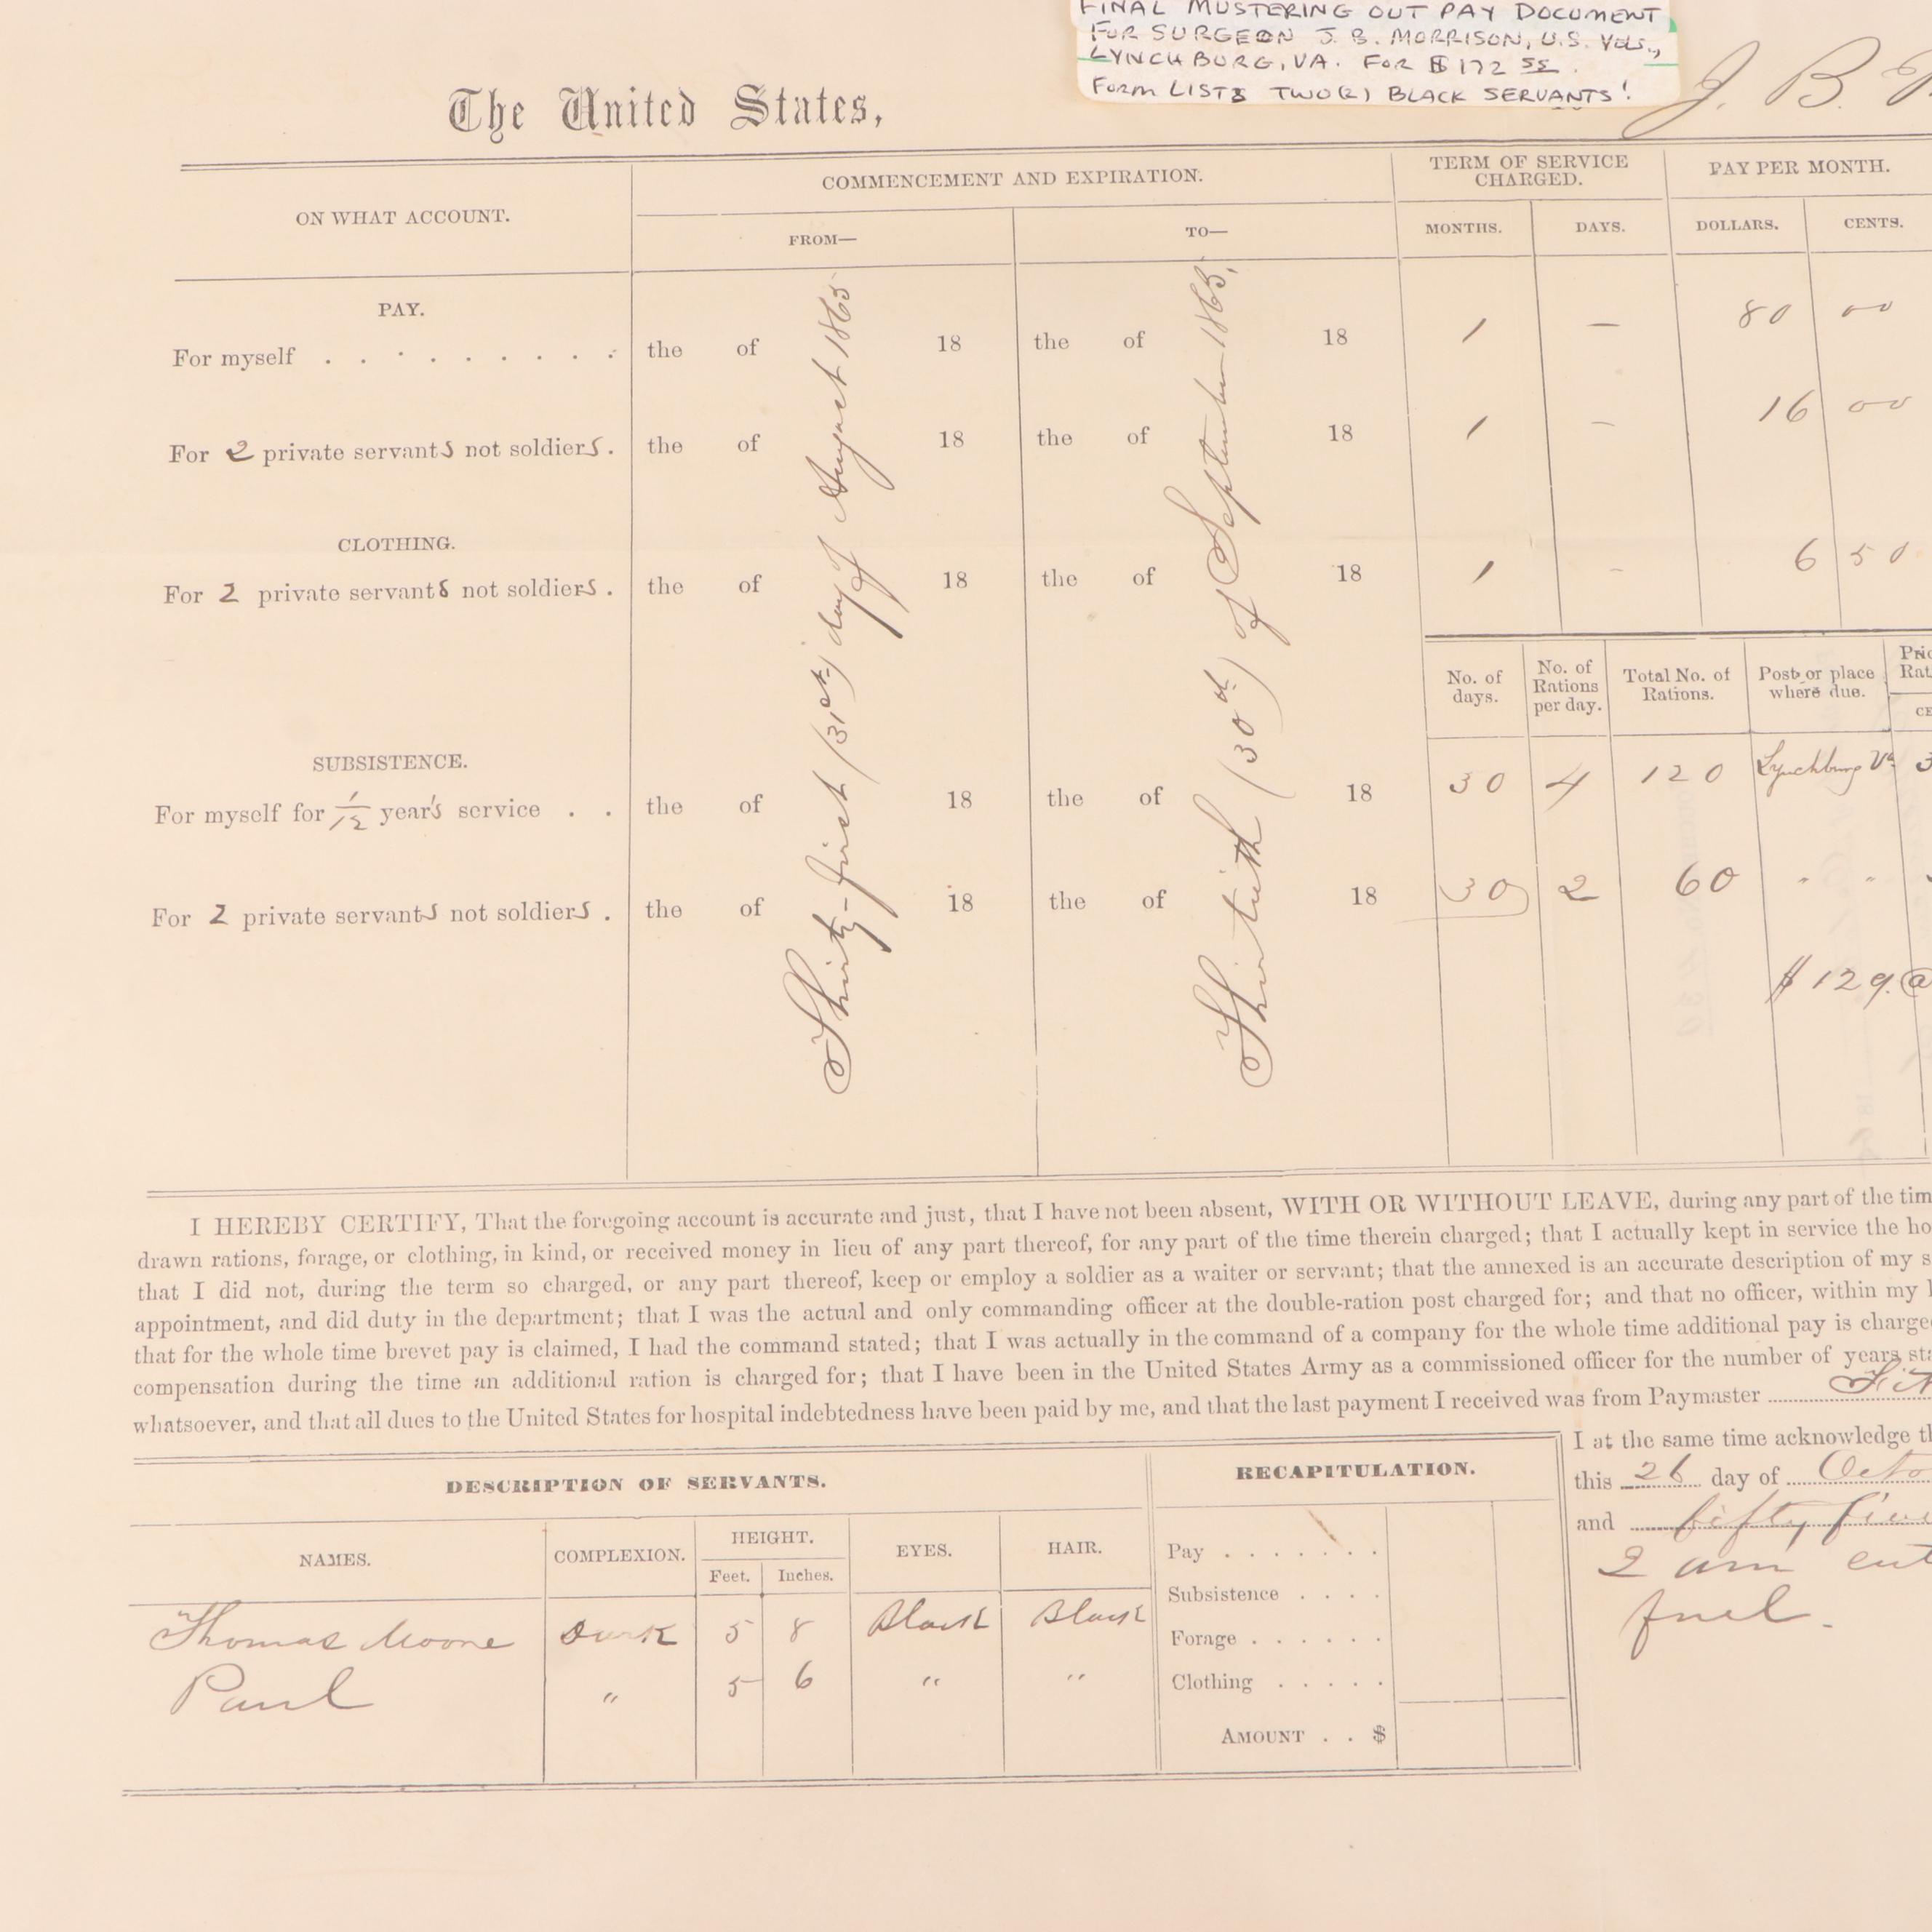 FINAL MUSTERING OUT PAY DOCUMENT
FOR SURGEON J. B. MORRISON, U.S. VOLS.,
LYNCHBURG, VA. FOR $172 55.
FORM LISTS TWO(2) BLACK SERVANTS!
The United States,
J. B.
ON WHAT ACCOUNT.
COMMENCEMENT AND EXPIRATION.
TERM OF SERVICE
CHARGED.
PAY PER MONTH.
FROM—
TO—
MONTHS.
DAYS.
DOLLARS.
CENTS.
Thirty-first (31st) day of August 1865
Thirtieth (30th) of September 1865,
PAY.
For myself . . . . . . . . . the of 18 the of 18 1 — 80 00
For 2 private servants not soldiers. the of 18 the of 18 1 — 16 00
CLOTHING.
For 2 private servants not soldiers. the of 18 the of 18 1 — 6 50
No. of
days.
No. of
Rations
per day.
Total No. of
Rations.
Post or place
where due.
SUBSISTENCE.
For myself for 1/12 year's service . . the of 18 the of 18 30 4 120 Lynchburg Va 3
For 2 private servants not soldiers. the of 18 the of 18 30 2 60 " "
$129.@
I HEREBY CERTIFY, That the foregoing account is accurate and just, that I have not been absent, WITH OR WITHOUT LEAVE, during any part of the tim
drawn rations, forage, or clothing, in kind, or received money in lieu of any part thereof, for any part of the time therein charged; that I actually kept in service the ho
that I did not, during the term so charged, or any part thereof, keep or employ a soldier as a waiter or servant; that the annexed is an accurate description of my s
appointment, and did duty in the department; that I was the actual and only commanding officer at the double-ration post charged for; and that no officer, within my
that for the whole time brevet pay is claimed, I had the command stated; that I was actually in the command of a company for the whole time additional pay is charge
compensation during the time an additional ration is charged for; that I have been in the United States Army as a commissioned officer for the number of years sta
whatsoever, and that all dues to the United States for hospital indebtedness have been paid by me, and that the last payment I received was from Paymaster
I at the same time acknowledge th
this 26 day of Octo
and fifty five
I am ent
fuel.
DESCRIPTION OF SERVANTS.
NAMES.
COMPLEXION.
HEIGHT.
Feet.
Inches.
EYES.
HAIR.
Thomas Moore Dark 5 8 Black Black
Paul " 5 6 " "
RECAPITULATION.
Pay . . . . . . .
Subsistence . . . .
Forage . . . . . .
Clothing . . . . .
AMOUNT . . $